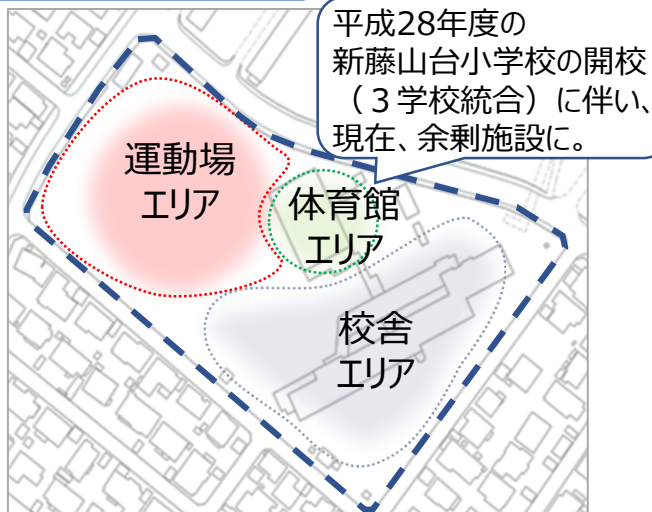 平成28年度の
新藤山台小学校の開校
（３学校統合）に伴い、
現在、余剰施設に。
運動場
エリア
体育館
エリア
校舎
エリア